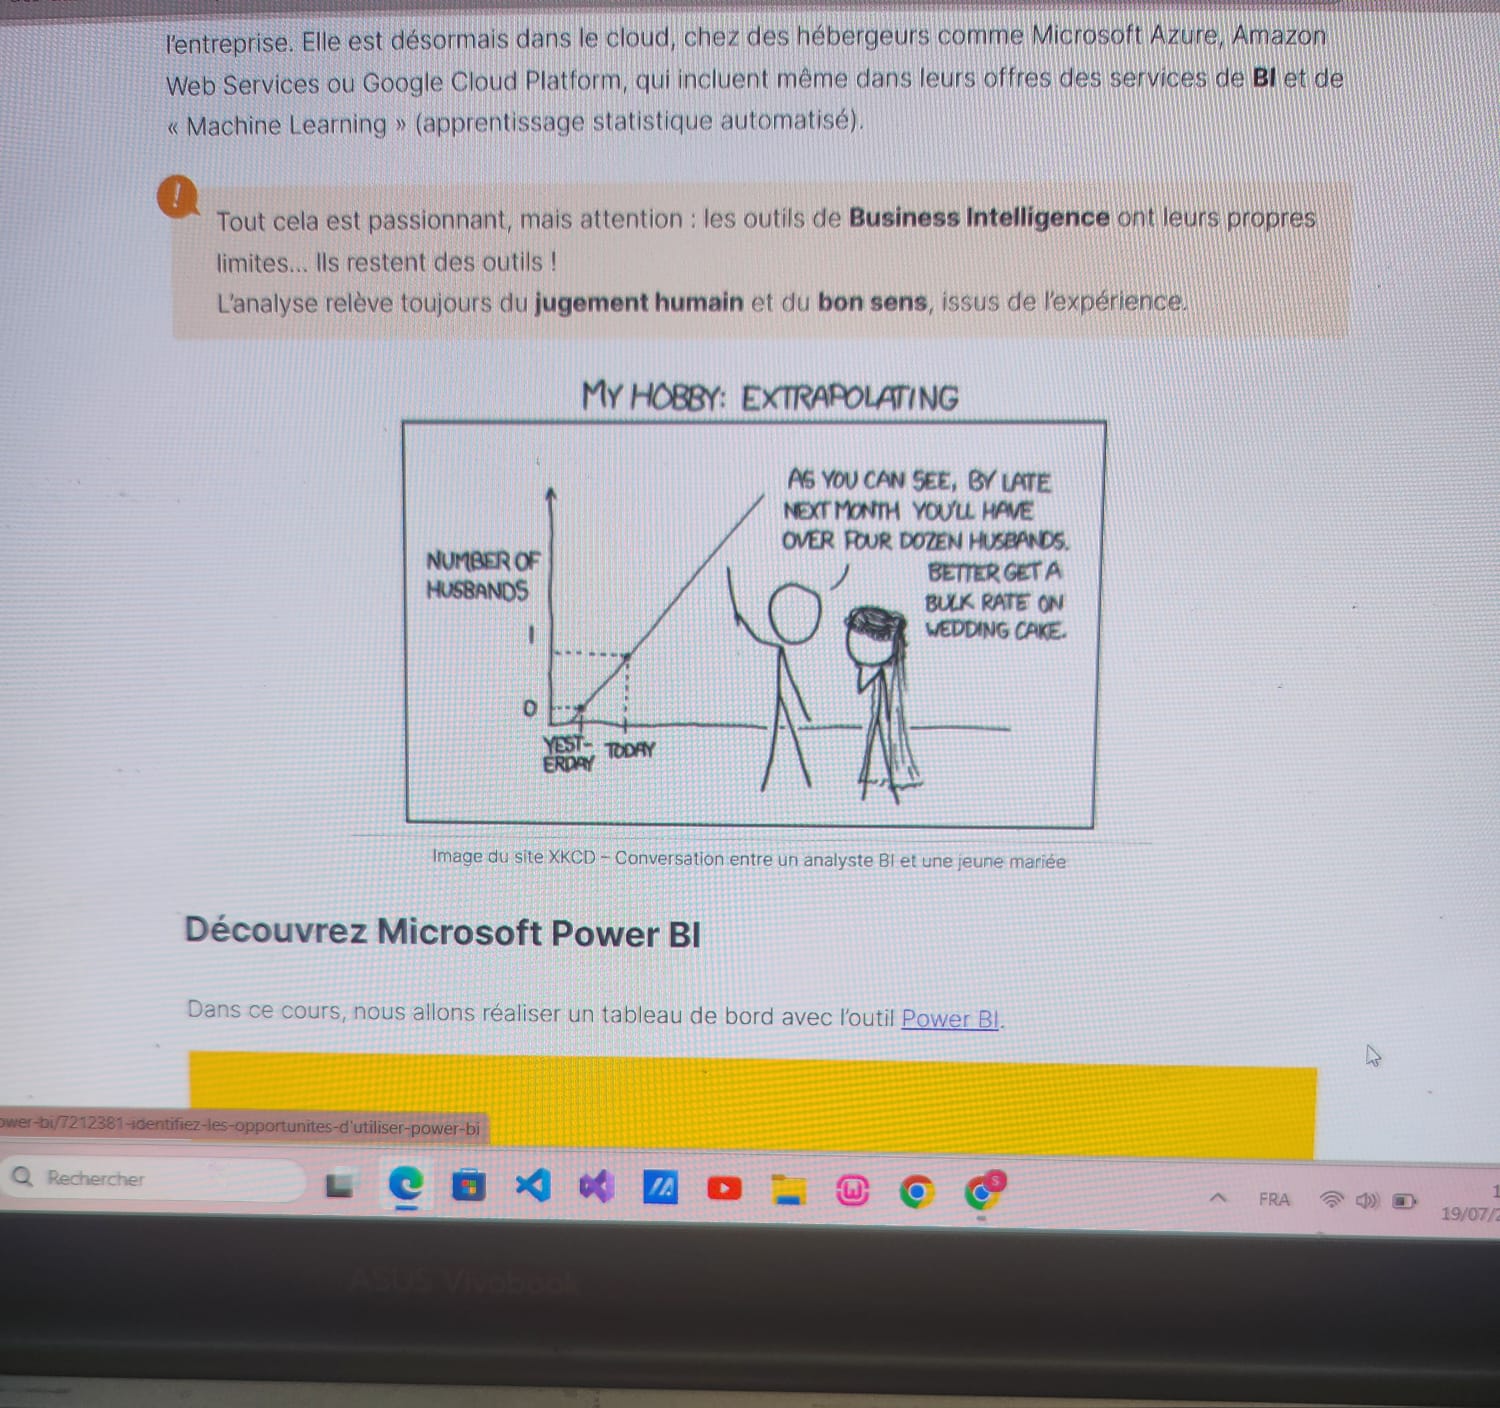 l'entreprise. Elle est désormais dans le cloud, chez des hébergeurs comme Microsoft Azure, Amazon
Web Services ou Google Cloud Platform, qui incluent même dans leurs offres des services de BI et de
« Machine Learning » (apprentissage statistique automatisé).
!
Tout cela est passionnant, mais attention : les outils de Business Intelligence ont leurs propres
limites... Ils restent des outils !
L'analyse relève toujours du jugement humain et du bon sens, issus de l'expérience.
MY HOBBY: EXTRAPOLATING
AS YOU CAN SEE, BY LATE
NEXT MONTH YOU'LL HAVE
OVER FOUR DOZEN HUSBANDS.
BETTER GET A
BULK RATE ON
WEDDING CAKE.
NUMBER OF
HUSBANDS
1
0
YEST-
ERDAY
TODAY
Image du site XKCD – Conversation entre un analyste BI et une jeune mariée
Découvrez Microsoft Power BI
Dans ce cours, nous allons réaliser un tableau de bord avec l'outil Power BI.
ower-bi/7212381-identifiez-les-opportunites-d'utiliser-power-bi
Rechercher
S
FRA
19/07/2
ASUS Vivobook